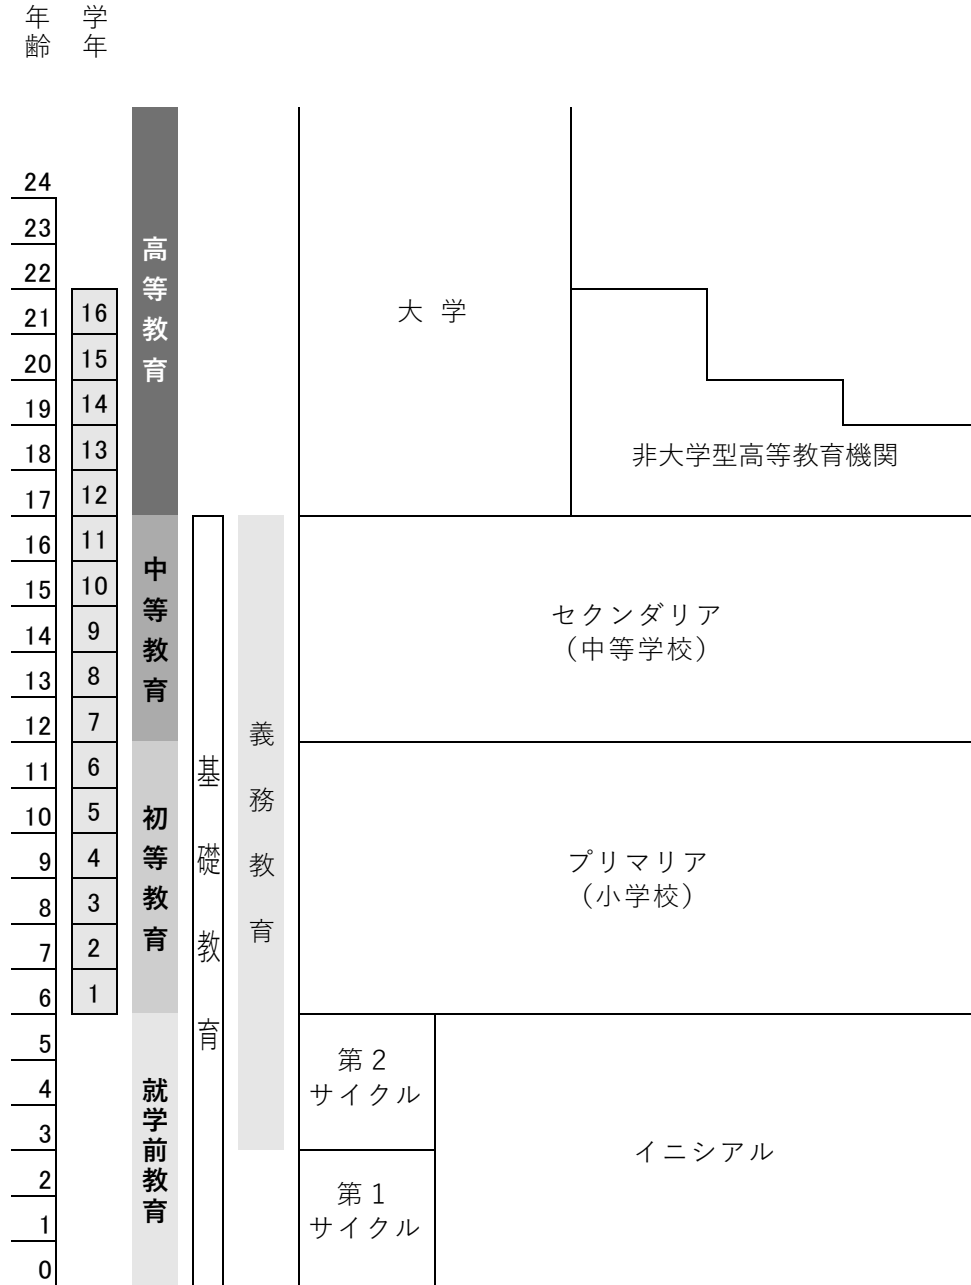 年齢
学年
24
23
22
21
20
19
18
17
16
15
14
13
12
11
10
9
8
7
6
5
4
3
2
1
0
16
15
14
13
12
11
10
9
8
7
6
5
4
3
2
1
高等教育
中等教育
初等教育
就学前教育
基礎教育
義務教育
大学
非大学型高等教育機関
セクンダリア
（中等学校）
プリマリア
（小学校）
第２
サイクル
第１
サイクル
イニシアル